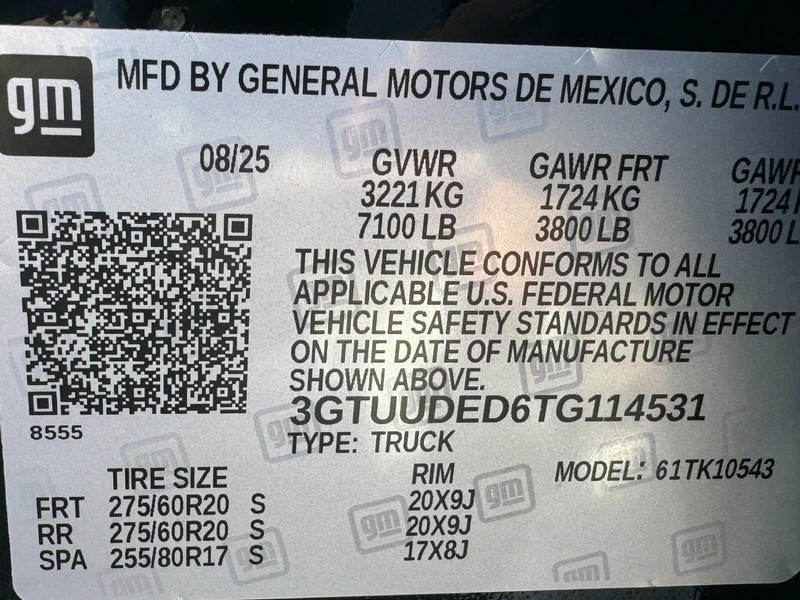 gm
MFD BY GENERAL MOTORS DE MEXICO, S. DE R.L.
08/25 GVWR GAWR FRT GAWR
3221 KG 1724 KG 1724
7100 LB 3800 LB 3800 L
THIS VEHICLE CONFORMS TO ALL
APPLICABLE U.S. FEDERAL MOTOR
VEHICLE SAFETY STANDARDS IN EFFECT
ON THE DATE OF MANUFACTURE
SHOWN ABOVE.
8555
3GTUUDED6TG114531
TYPE: TRUCK
TIRE SIZE RIM MODEL: 61TK10543
FRT 275/60R20 S 20X9J
RR 275/60R20 S 20X9J
SPA 255/80R17 S 17X8J